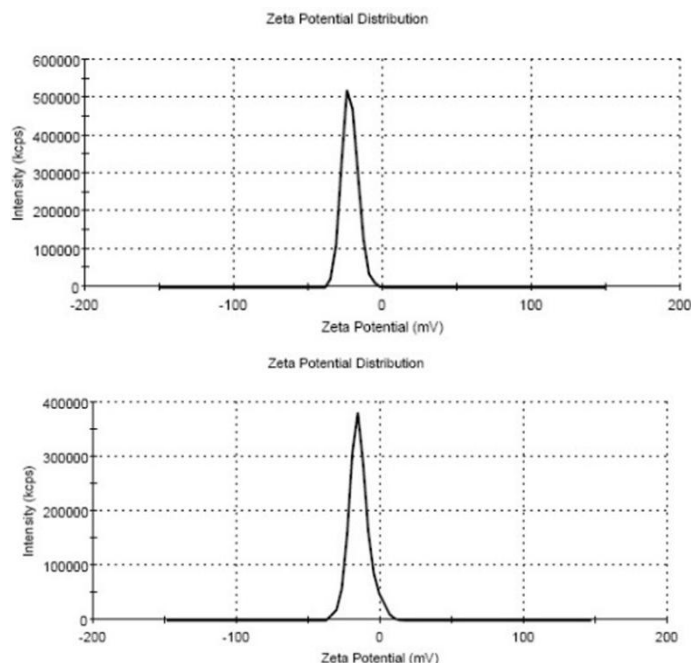 Zeta Potential Distribution
600000
500000
400000
300000
200000
100000
0
Intensity (kcps)
-200 -100 0 100 200
Zeta Potential (mV)
Zeta Potential Distribution
400000
300000
200000
100000
0
Intensity (kcps)
-200 -100 0 100 200
Zeta Potential (mV)